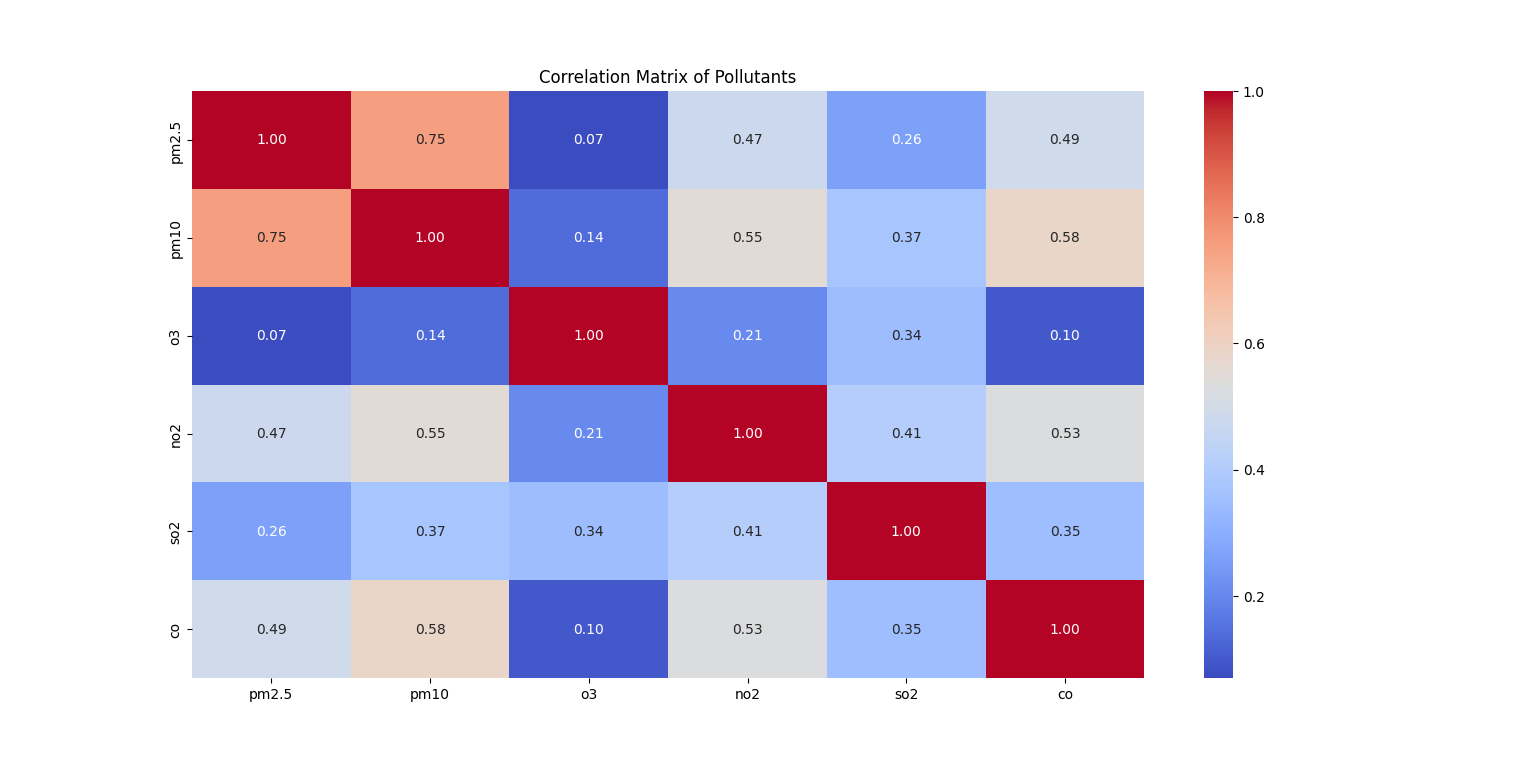 Correlation Matrix of Pollutants
pm2.5 1.00 0.75 0.07 0.47 0.26 0.49
pm10 0.75 1.00 0.14 0.55 0.37 0.58
o3 0.07 0.14 1.00 0.21 0.34 0.10
no2 0.47 0.55 0.21 1.00 0.41 0.53
so2 0.26 0.37 0.34 0.41 1.00 0.35
co 0.49 0.58 0.10 0.53 0.35 1.00
pm2.5 pm10 o3 no2 so2 co
1.0
0.8
0.6
0.4
0.2